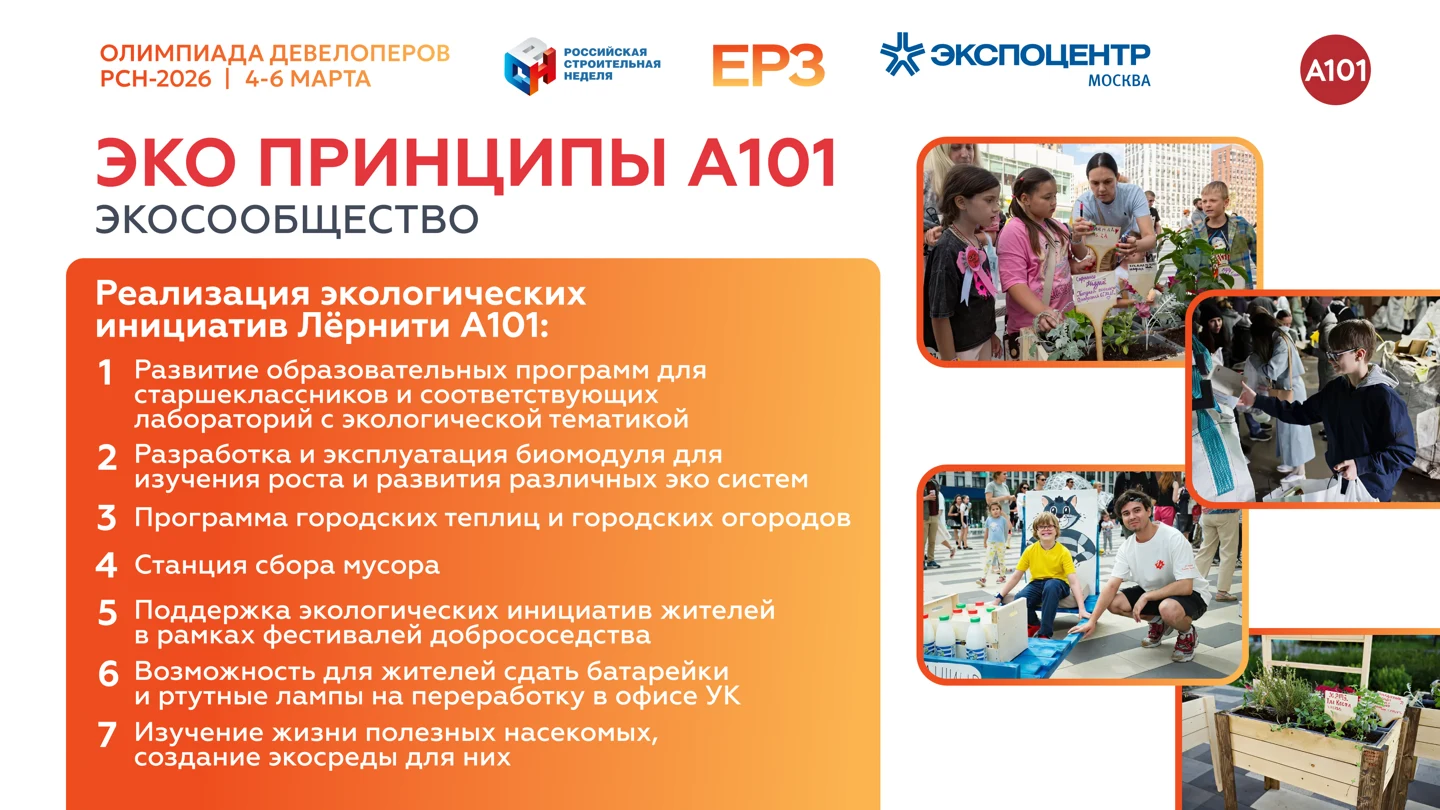 ОЛИМПИАДА ДЕВЕЛОПЕРОВ
РСН-2026 | 4-6 МАРТА
РОССИЙСКАЯ
СТРОИТЕЛЬНАЯ
НЕДЕЛЯ
ЕРЗ
ЭКСПОЦЕНТР
МОСКВА
А101
ЭКО ПРИНЦИПЫ А101
ЭКОСООБЩЕСТВО
Реализация экологических
инициатив Лёрнити А101:
1 Развитие образовательных программ для
старшеклассников и соответствующих
лабораторий с экологической тематикой
2 Разработка и эксплуатация биомодуля для
изучения роста и развития различных эко систем
3 Программа городских теплиц и городских огородов
4 Станция сбора мусора
5 Поддержка экологических инициатив жителей
в рамках фестивалей добрососедства
6 Возможность для жителей сдать батарейки
и ртутные лампы на переработку в офисе УК
7 Изучение жизни полезных насекомых,
создание экосреды для них